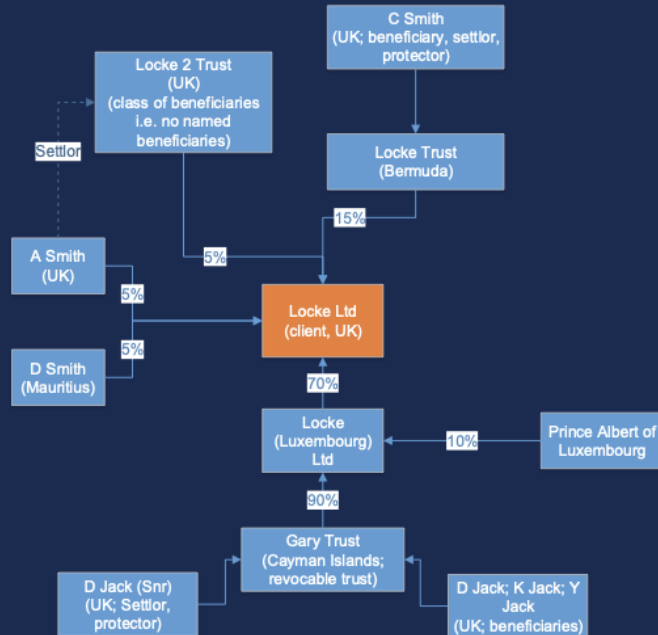 C Smith
(UK; beneficiary, settlor,
protector)
Locke 2 Trust
(UK)
(class of beneficiaries
i.e. no named
beneficiaries)
Settlor
Locke Trust
(Bermuda)
15%
A Smith
(UK)
5%
5%
Locke Ltd
(client, UK)
5%
D Smith
(Mauritius)
70%
Locke
(Luxembourg)
Ltd
10%
Prince Albert of
Luxembourg
90%
Gary Trust
(Cayman Islands;
revocable trust)
D Jack (Snr)
(UK; Settlor,
protector)
D Jack; K Jack; Y
Jack
(UK; beneficiaries)